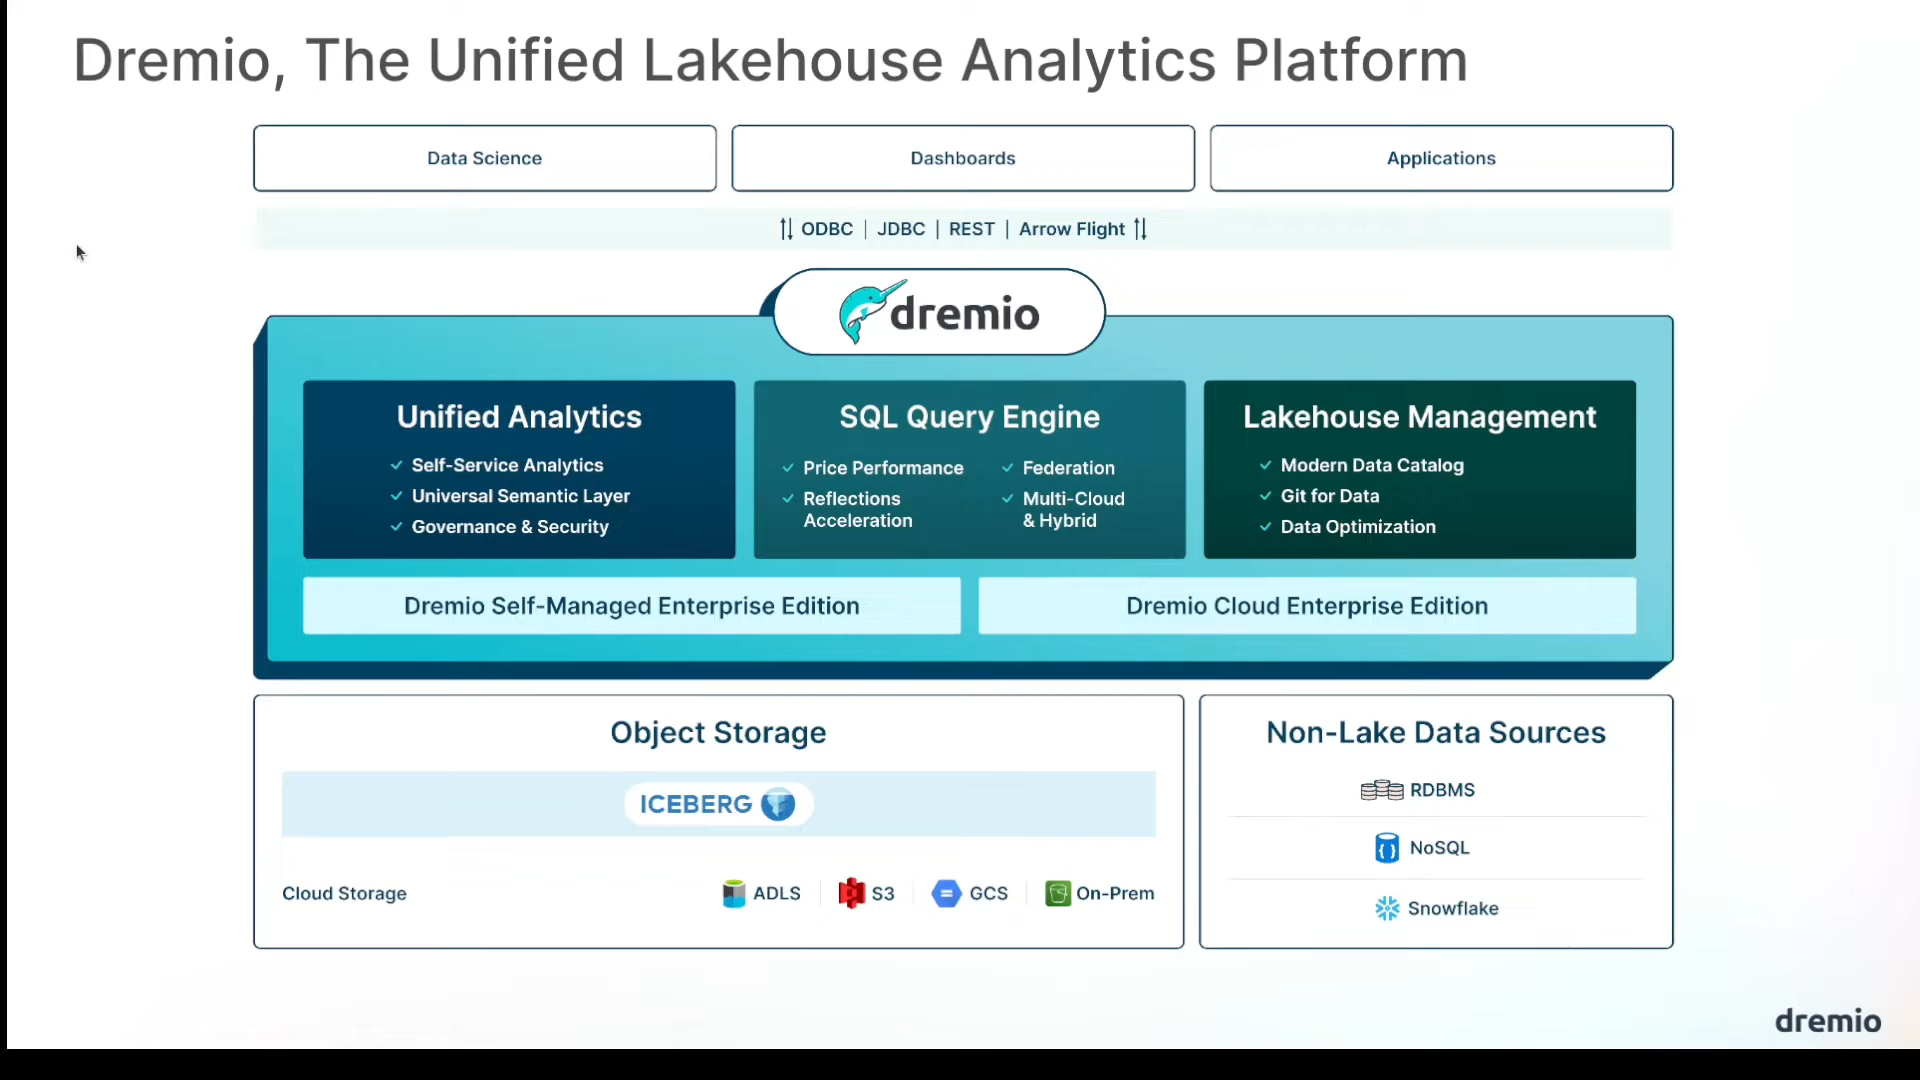 Dremio, The Unified Lakehouse Analytics Platform
Data Science
Dashboards
Applications
ODBC | JDBC | REST | Arrow Flight
dremio
Unified Analytics
Self-Service Analytics
Universal Semantic Layer
Governance & Security
SQL Query Engine
Price Performance
Reflections
Acceleration
Federation
Multi-Cloud
& Hybrid
Lakehouse Management
Modern Data Catalog
Git for Data
Data Optimization
Dremio Self-Managed Enterprise Edition
Dremio Cloud Enterprise Edition
Object Storage
ICEBERG
Cloud Storage
ADLS
S3
GCS
On-Prem
Non-Lake Data Sources
RDBMS
NoSQL
Snowflake
dremio